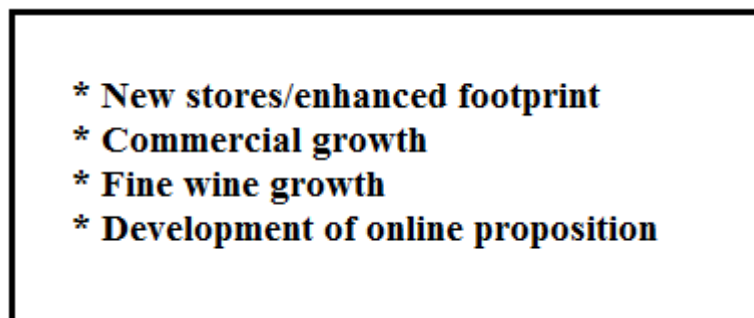 * New stores/enhanced footprint
* Commercial growth
* Fine wine growth
* Development of online proposition